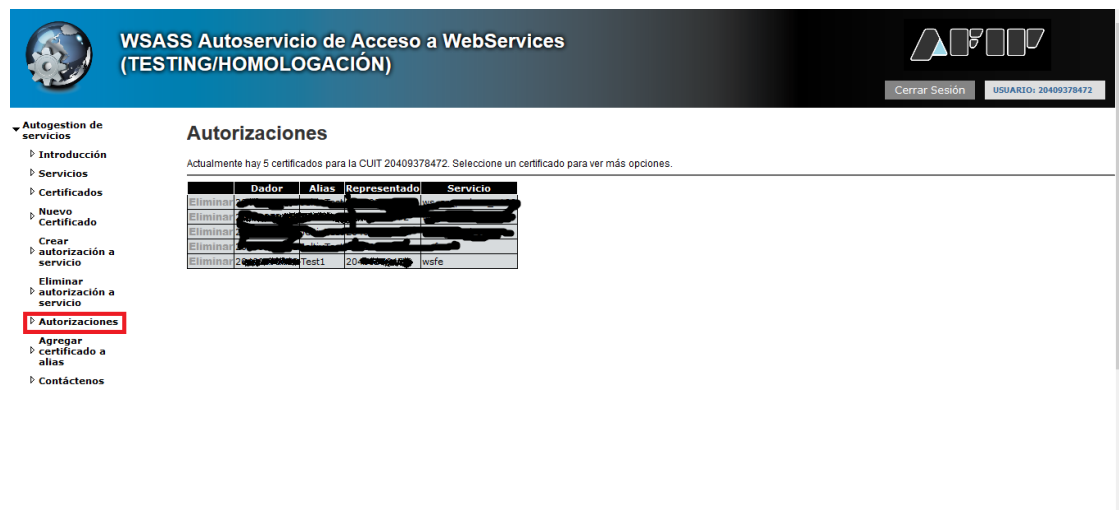 WSASS Autoservicio de Acceso a WebServices
(TESTING/HOMOLOGACIÓN)
AFIP
Cerrar Sesión
USUARIO: 20409378472
Autogestion de
servicios
Introducción
Servicios
Certificados
Nuevo
Certificado
Crear
autorización a
servicio
Eliminar
autorización a
servicio
Autorizaciones
Agregar
certificado a
alias
Contáctenos
Autorizaciones
Actualmente hay 5 certificados para la CUIT 20409378472. Seleccione un certificado para ver más opciones.
Dador Alias Representado Servicio
Eliminar
Eliminar
Eliminar
Eliminar
Eliminar Test1 wsfe